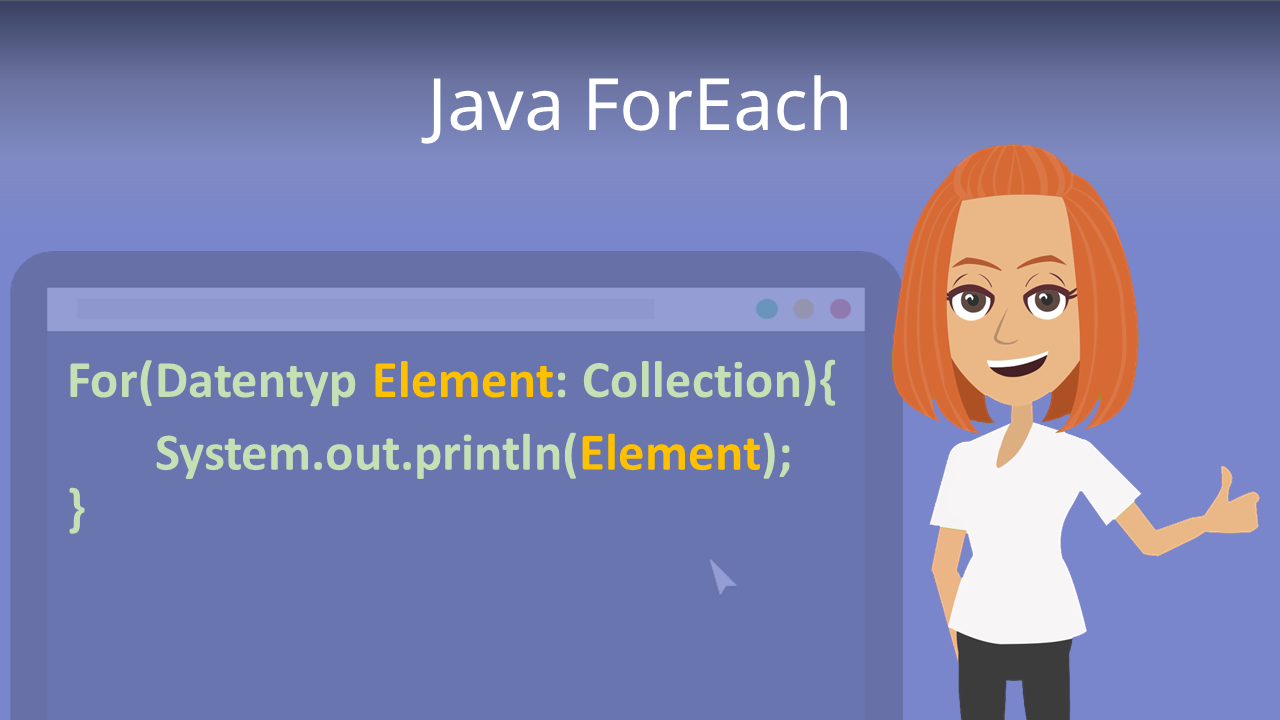 Java ForEach
For(Datentyp Element: Collection){
System.out.println(Element);
}